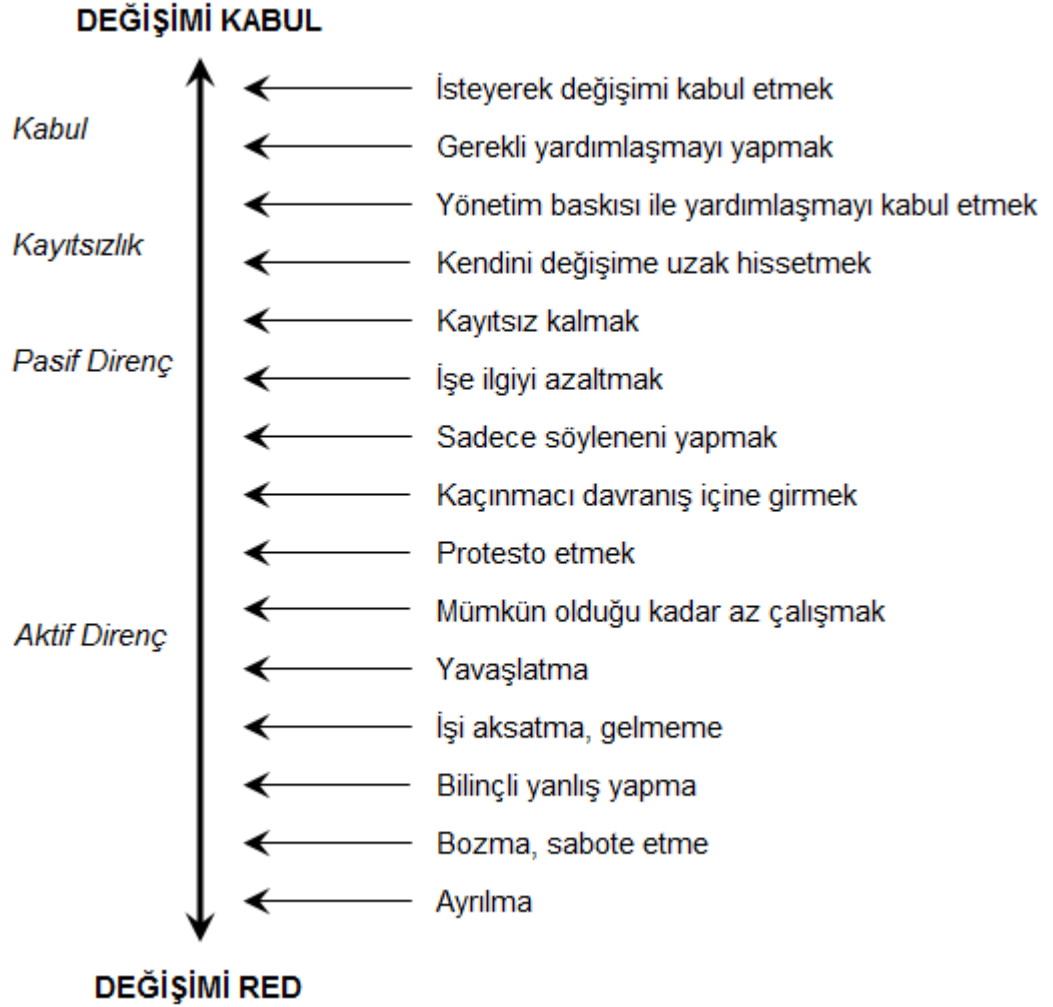 DEĞİŞİMİ KABUL
İsteyerek değişimi kabul etmek
Kabul
Gerekli yardımlaşmayı yapmak
Yönetim baskısı ile yardımlaşmayı kabul etmek
Kayıtsızlık
Kendini değişime uzak hissetmek
Kayıtsız kalmak
Pasif Direnç
İşe ilgiyi azaltmak
Sadece söyleneni yapmak
Kaçınmacı davranış içine girmek
Protesto etmek
Mümkün olduğu kadar az çalışmak
Aktif Direnç
Yavaşlatma
İşi aksatma, gelmeme
Bilinçli yanlış yapma
Bozma, sabote etme
Ayrılma
DEĞİŞİMİ RED